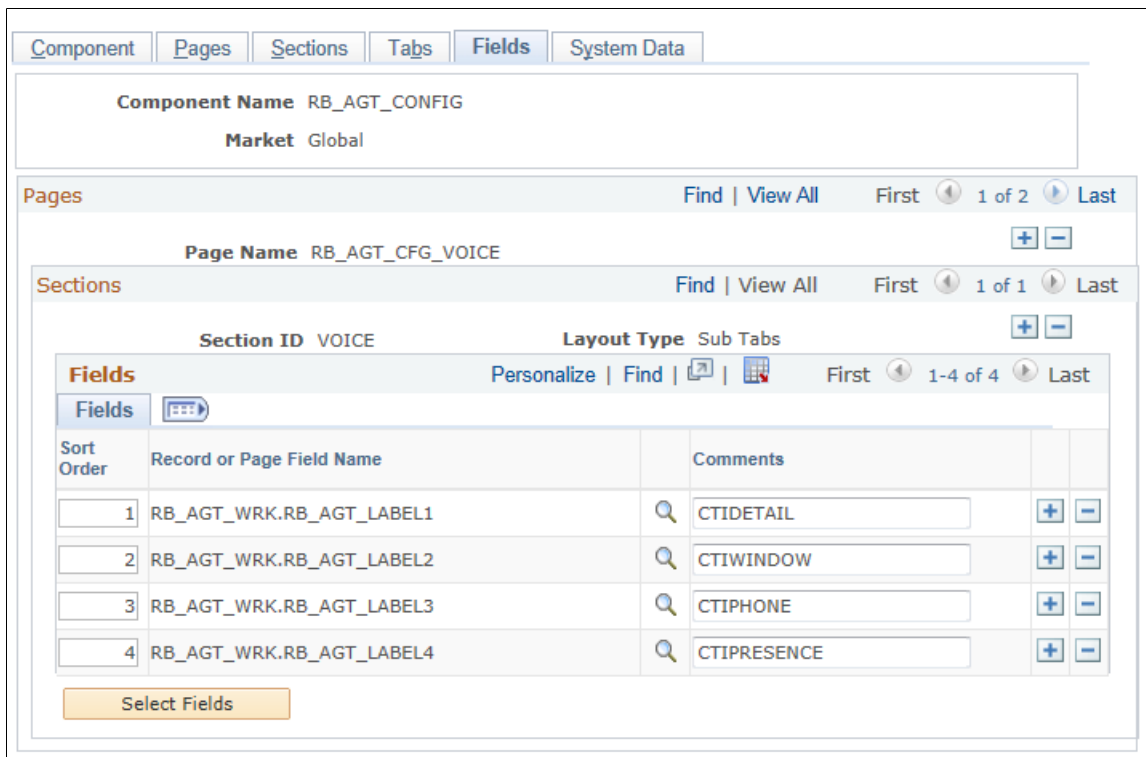 Component Pages Sections Tabs Fields System Data
Component Name RB_AGT_CONFIG
Market Global
Pages Find | View All First 1 of 2 Last
Page Name RB_AGT_CFG_VOICE
Sections Find | View All First 1 of 1 Last
Section ID VOICE Layout Type Sub Tabs
Fields Personalize | Find | | First 1-4 of 4 Last
Fields
Sort Order Record or Page Field Name Comments
1 RB_AGT_WRK.RB_AGT_LABEL1 CTIDETAIL
2 RB_AGT_WRK.RB_AGT_LABEL2 CTIWINDOW
3 RB_AGT_WRK.RB_AGT_LABEL3 CTIPHONE
4 RB_AGT_WRK.RB_AGT_LABEL4 CTIPRESENCE
Select Fields